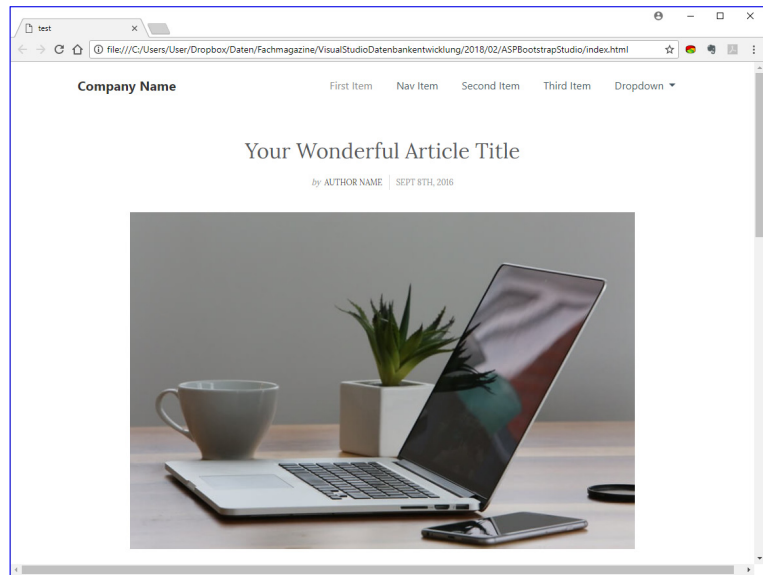 test
file:///C:/Users/User/Dropbox/Daten/Fachmagazine/VisualStudioDatenbankentwicklung/2018/02/ASPBootstrapStudio/index.html
Company Name First Item Nav Item Second Item Third Item Dropdown
Your Wonderful Article Title
by AUTHOR NAME SEPT 8TH, 2016